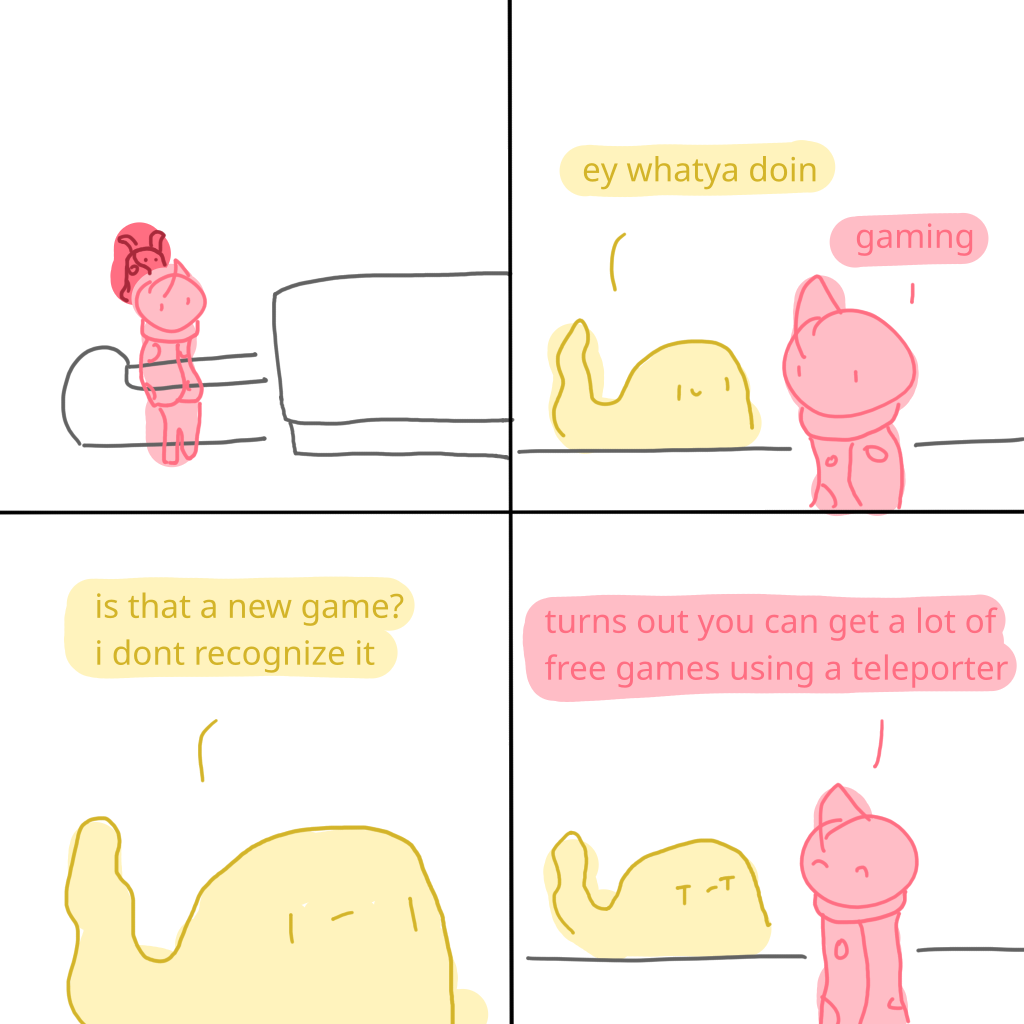 ey whatya doin
gaming
is that a new game?
i dont recognize it
turns out you can get a lot of
free games using a teleporter